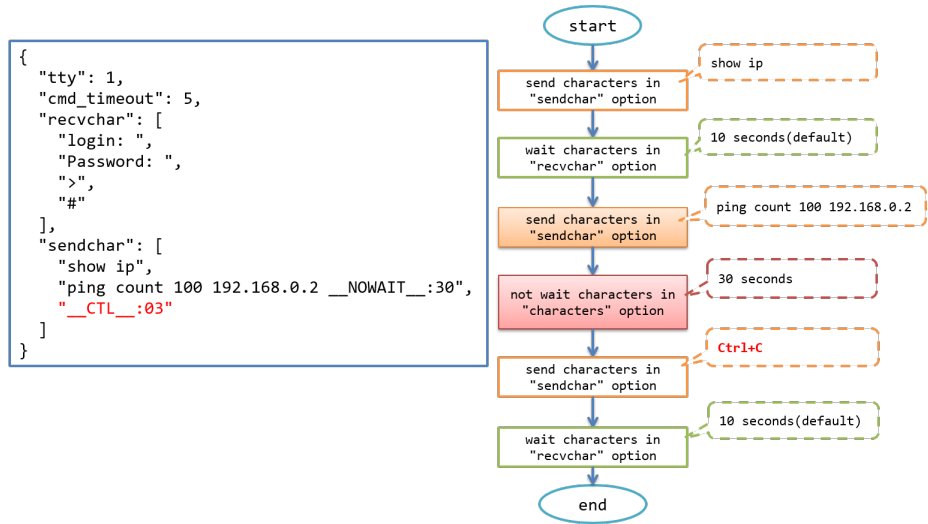 {
"tty": 1,
"cmd_timeout": 5,
"recvchar": [
"login: ",
"Password: ",
">",
"#"
],
"sendchar": [
"show ip",
"ping count 100 192.168.0.2 __NOWAIT__:30",
"__CTL__:03"
]
}
start
send characters in
"sendchar" option
show ip
wait characters in
"recvchar" option
10 seconds(default)
send characters in
"sendchar" option
ping count 100 192.168.0.2
not wait characters in
"characters" option
30 seconds
send characters in
"sendchar" option
Ctrl+C
wait characters in
"recvchar" option
10 seconds(default)
end